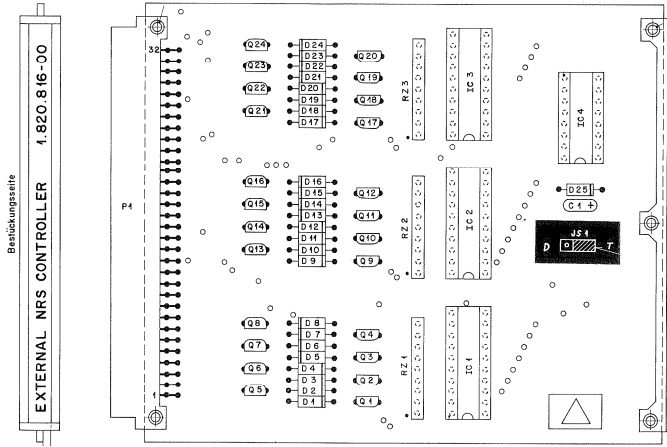 Bestückungsseite
EXTERNAL NRS CONTROLLER 1.820.816-00
P1
32
1
Q24
Q23
Q22
Q21
D24
D23
D22
D21
D20
D19
D18
D17
Q20
Q19
Q18
Q17
RZ3
IC3
IC4
Q16
Q15
Q14
Q13
D16
D15
D14
D13
D12
D11
D10
D9
Q12
Q11
Q10
Q9
RZ2
IC2
D25
C1 +
JS1
D
T
Q8
Q7
Q6
Q5
D8
D7
D6
D5
D4
D3
D2
D1
Q4
Q3
Q2
Q1
RZ1
IC1